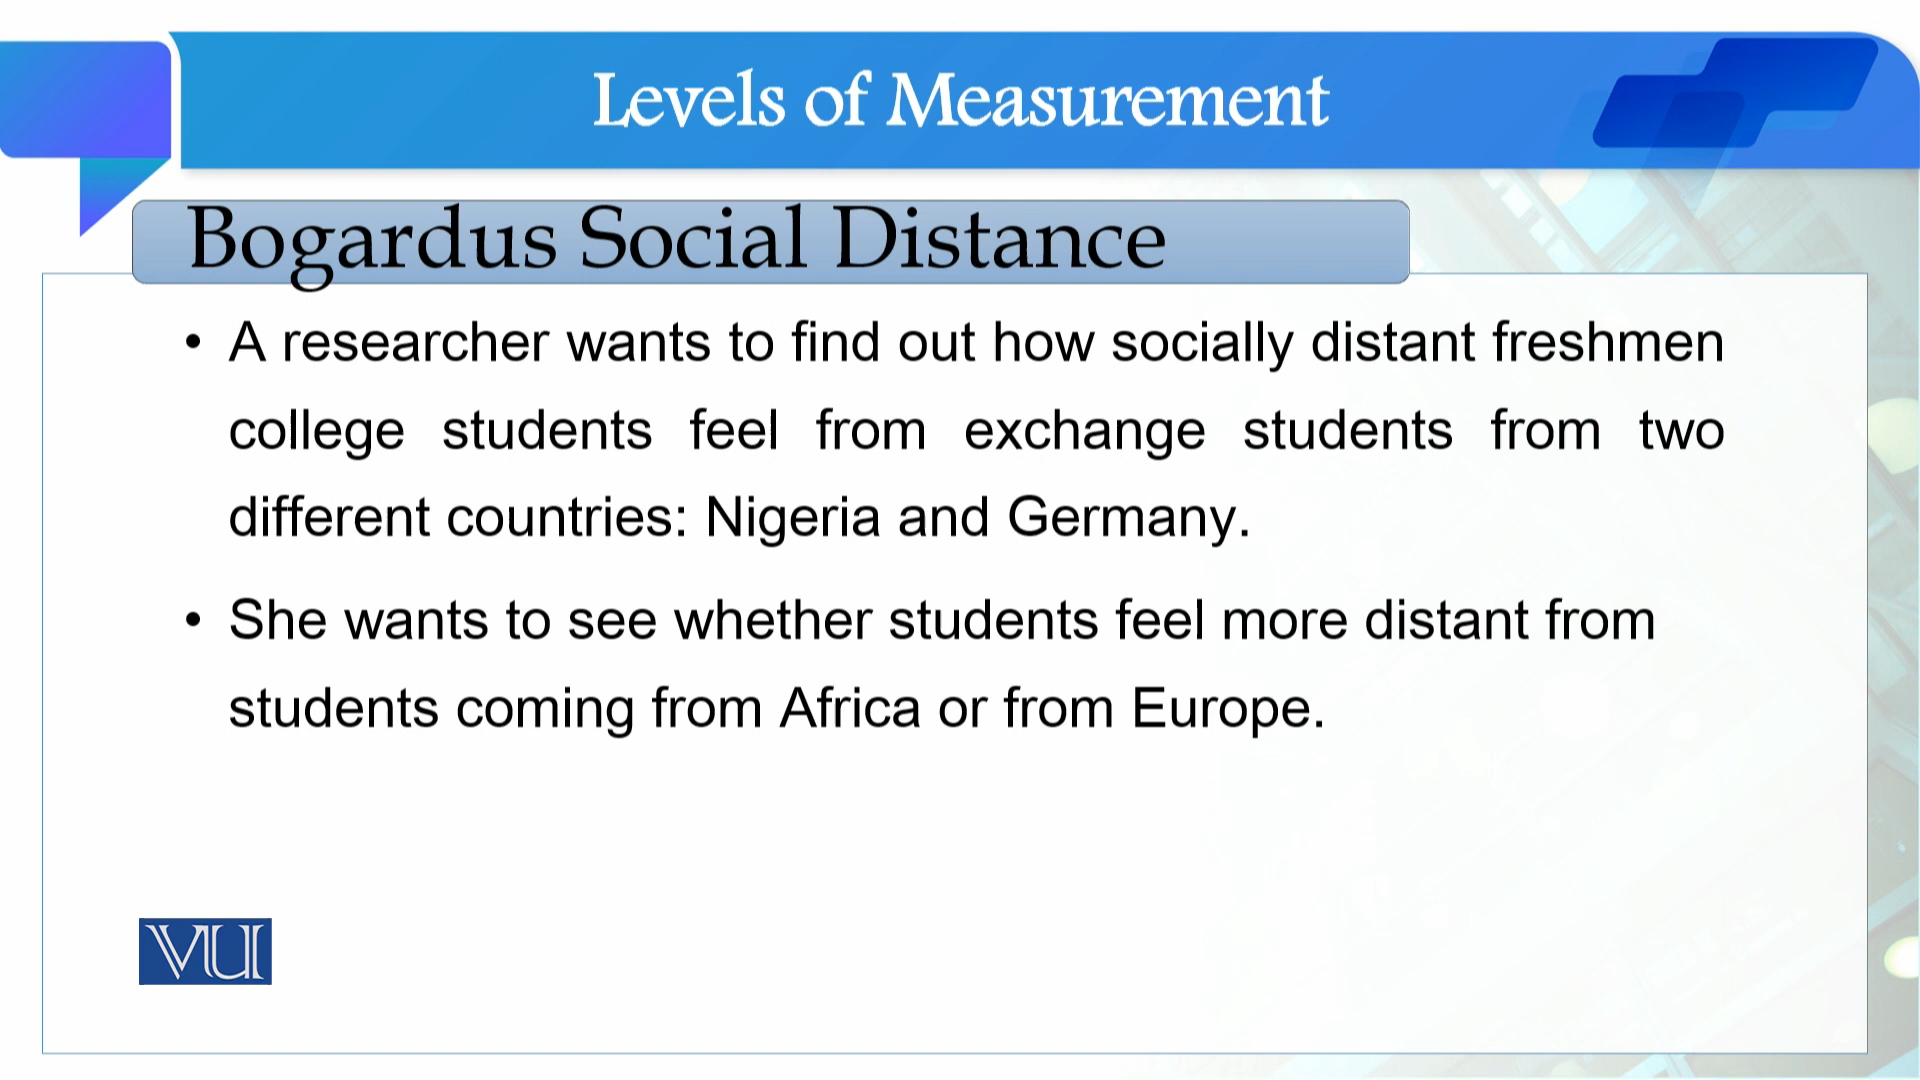 Levels of Measurement
Bogardus Social Distance
• A researcher wants to find out how socially distant freshmen
college students feel from exchange students from two
different countries: Nigeria and Germany.
• She wants to see whether students feel more distant from
students coming from Africa or from Europe.
VU